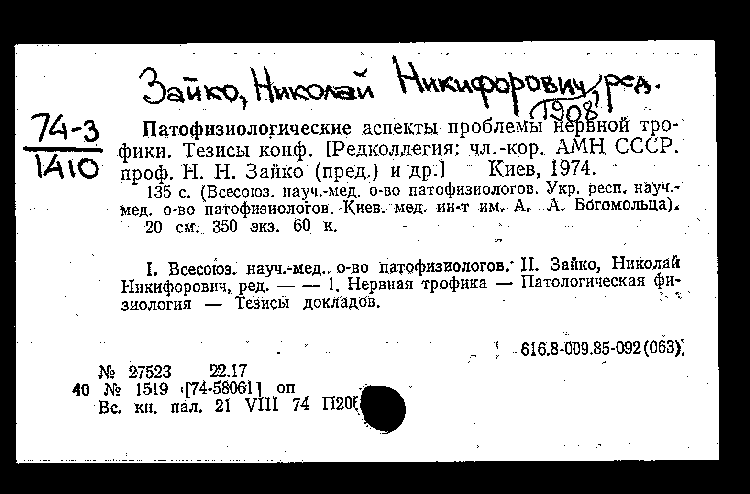 Зайко, Николай Никифорович, ред.
1908
74-3
1410
Патофизиологические аспекты проблемы нервной тро-
фики. Тезисы конф. [Редколлегия: чл.-кор. АМН СССР.
проф. Н. Н. Зайко (пред.) и др.] Киев, 1974.
135 с. (Всесоюз. науч.-мед. о-во патофизиологов. Укр. респ. науч.-
мед. о-во патофизиологов. Киев. мед. ин-т им. А. А. Богомольца).
20 см. 350 экз. 60 к.
I. Всесоюз. науч.-мед. о-во патофизиологов. II. Зайко, Николай
Никифорович, ред. — — 1. Нервная трофика — Патологическая фи-
зиология — Тезисы докладов.
616.8-009.85-092(063)
№ 27523 22.17
40 № 1519 [74-58061] оп
Вс. кн. пал. 21 VIII 74 П20